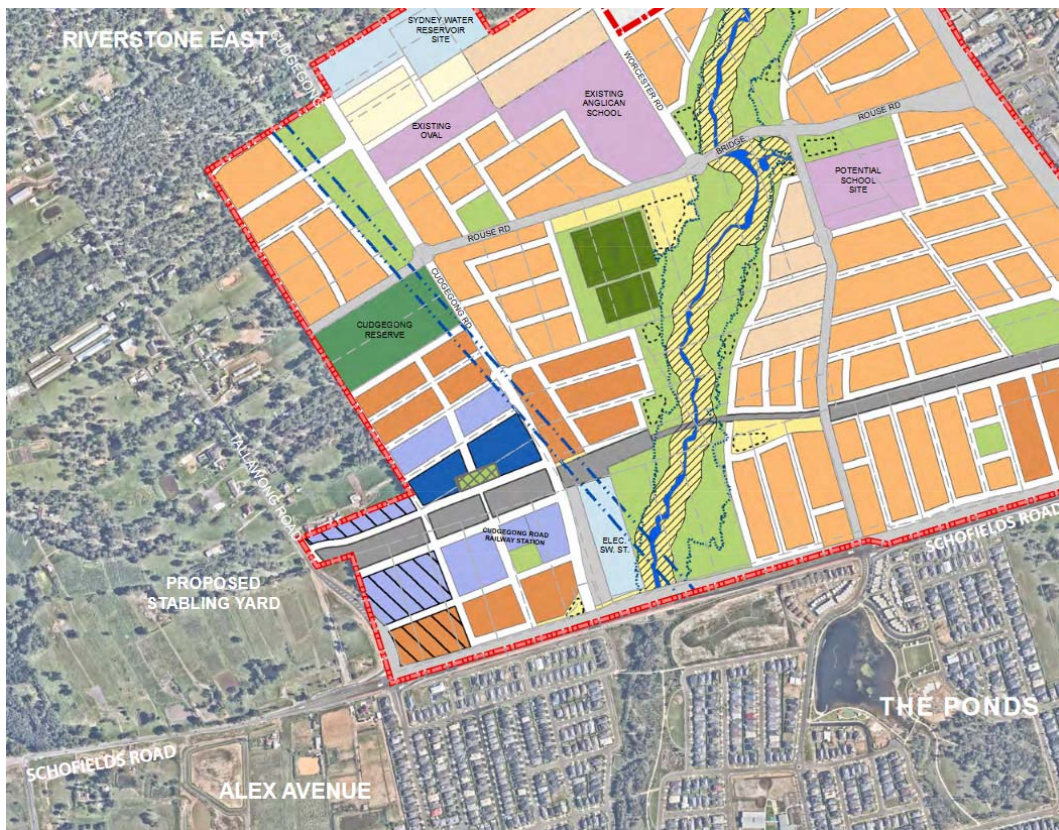 RIVERSTONE EAST
CUDGEGONG
SYDNEY WATER
RESERVOIR
SITE
WORCESTER RD
EXISTING
ANGLICAN
SCHOOL
EXISTING
OVAL
BRIDGE
ROUSE RD
POTENTIAL
SCHOOL
SITE
ROUSE RD
CUDGEGONG RD
CUDGEGONG
RESERVE
TALLAWONG ROAD
CUDGEGONG ROAD
RAILWAY STATION
ELEC.
SW. ST.
SCHOFIELDS ROAD
PROPOSED
STABLING YARD
THE PONDS
SCHOFIELDS ROAD
ALEX AVENUE